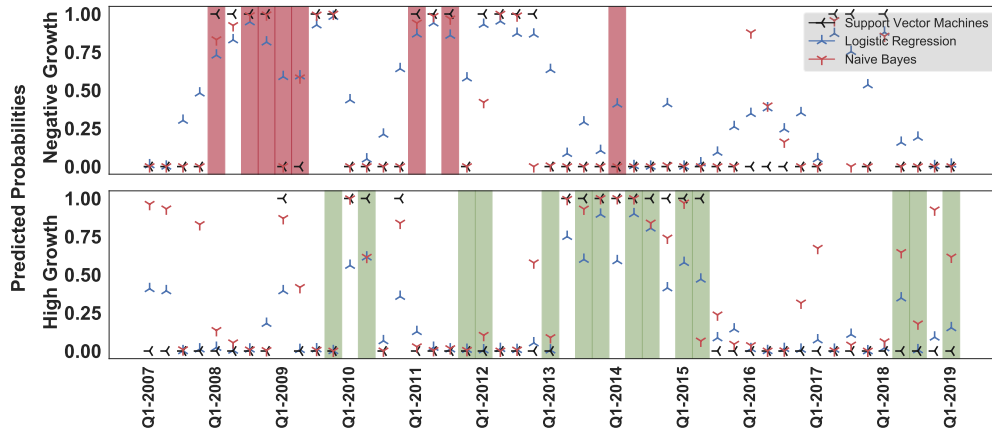 Predicted Probabilities
Negative Growth
1.00
0.75
0.50
0.25
0.00
Support Vector Machines
Logistic Regression
Naive Bayes
High Growth
1.00
0.75
0.50
0.25
0.00
Q1-2007
Q1-2008
Q1-2009
Q1-2010
Q1-2011
Q1-2012
Q1-2013
Q1-2014
Q1-2015
Q1-2016
Q1-2017
Q1-2018
Q1-2019